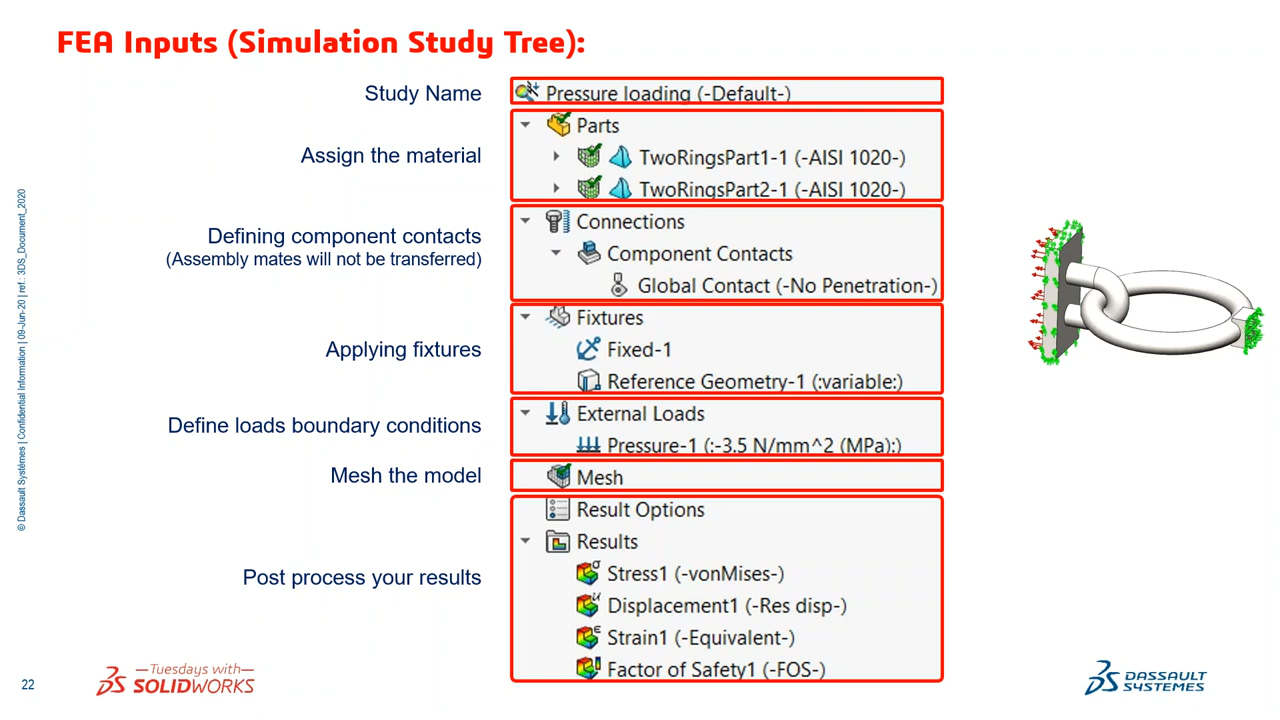 FEA Inputs (Simulation Study Tree):
Study Name
Pressure loading (-Default-)
Assign the material
Parts
TwoRingsPart1-1 (-AISI 1020-)
TwoRingsPart2-1 (-AISI 1020-)
Defining component contacts
(Assembly mates will not be transferred)
Connections
Component Contacts
Global Contact (-No Penetration-)
Applying fixtures
Fixtures
Fixed-1
Reference Geometry-1 (:variable:)
Define loads boundary conditions
External Loads
Pressure-1 (:-3.5 N/mm^2 (MPa):)
Mesh the model
Mesh
Post process your results
Result Options
Results
Stress1 (-vonMises-)
Displacement1 (-Res disp-)
Strain1 (-Equivalent-)
Factor of Safety1 (-FOS-)
© Dassault Systèmes | Confidential Information | 09-Jun-20 | ref.: 3DS_Document_2020
22
Tuesdays with
SOLIDWORKS
DASSAULT
SYSTEMES